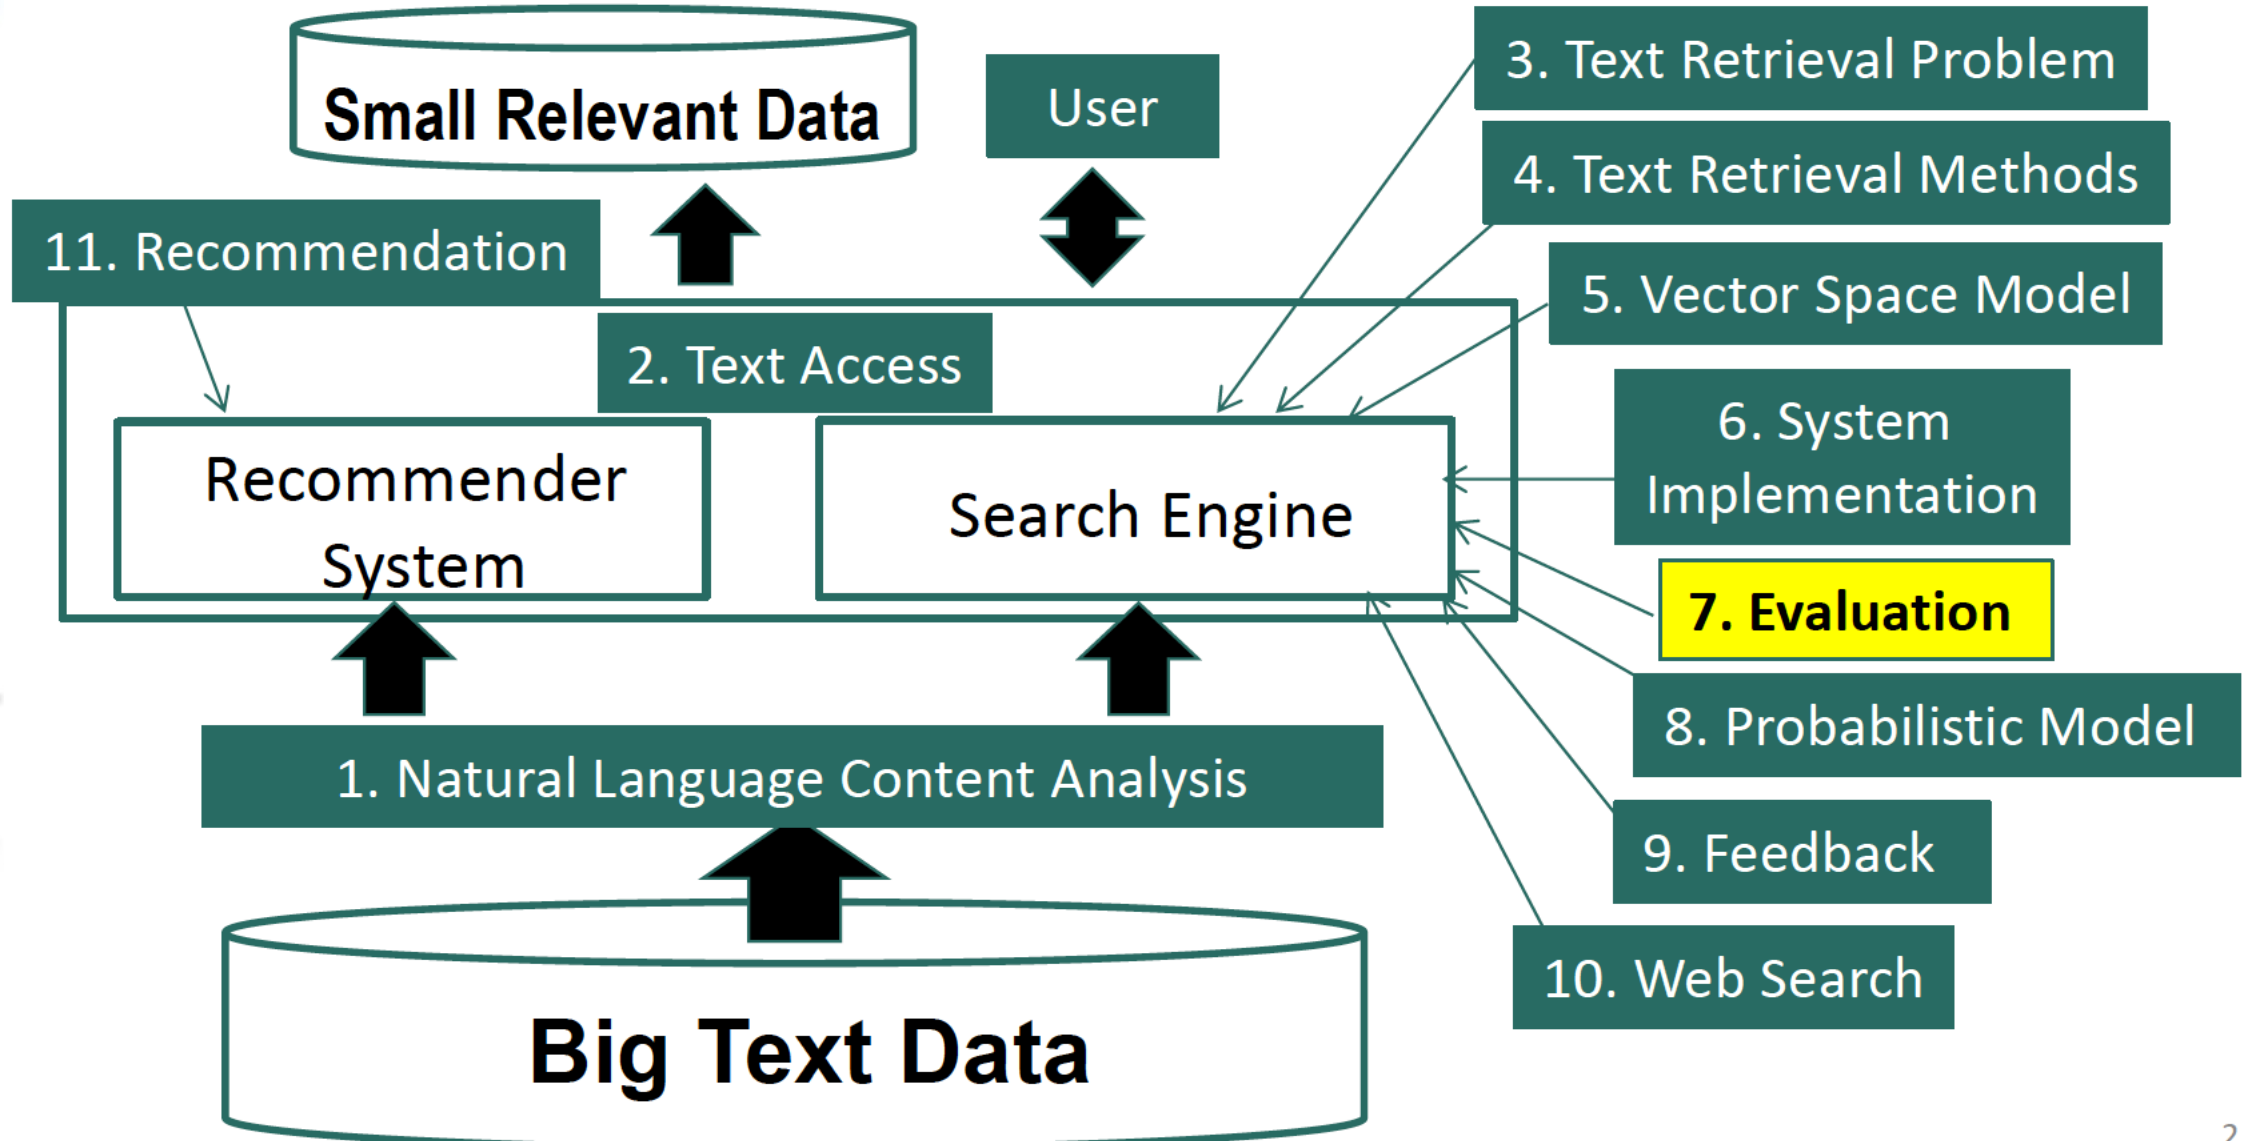 Small Relevant Data
User
3. Text Retrieval Problem
4. Text Retrieval Methods
11. Recommendation
5. Vector Space Model
2. Text Access
6. System
Implementation
Recommender
System
Search Engine
7. Evaluation
8. Probabilistic Model
1. Natural Language Content Analysis
9. Feedback
10. Web Search
Big Text Data
2